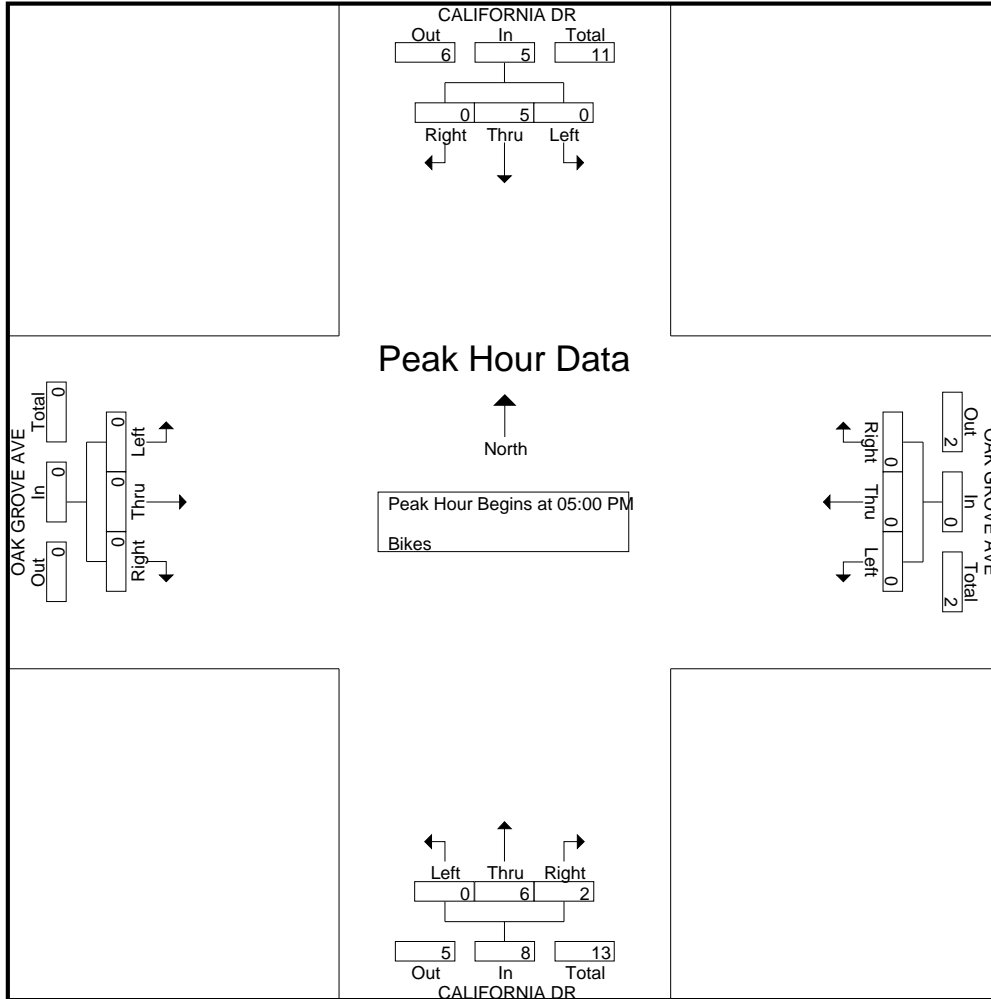 CALIFORNIA DR
Out In Total
6 5 11
0 5 0
Right Thru Left
Peak Hour Data
North
Peak Hour Begins at 05:00 PM
Bikes
OAK GROVE AVE
Total In Out
0 0 0
0 0 0
Left Thru Right
OAK GROVE AVE
Out In Total
2 0 2
0 0 0
Right Thru Left
Left Thru Right
0 6 2
5 8 13
Out In Total
CALIFORNIA DR